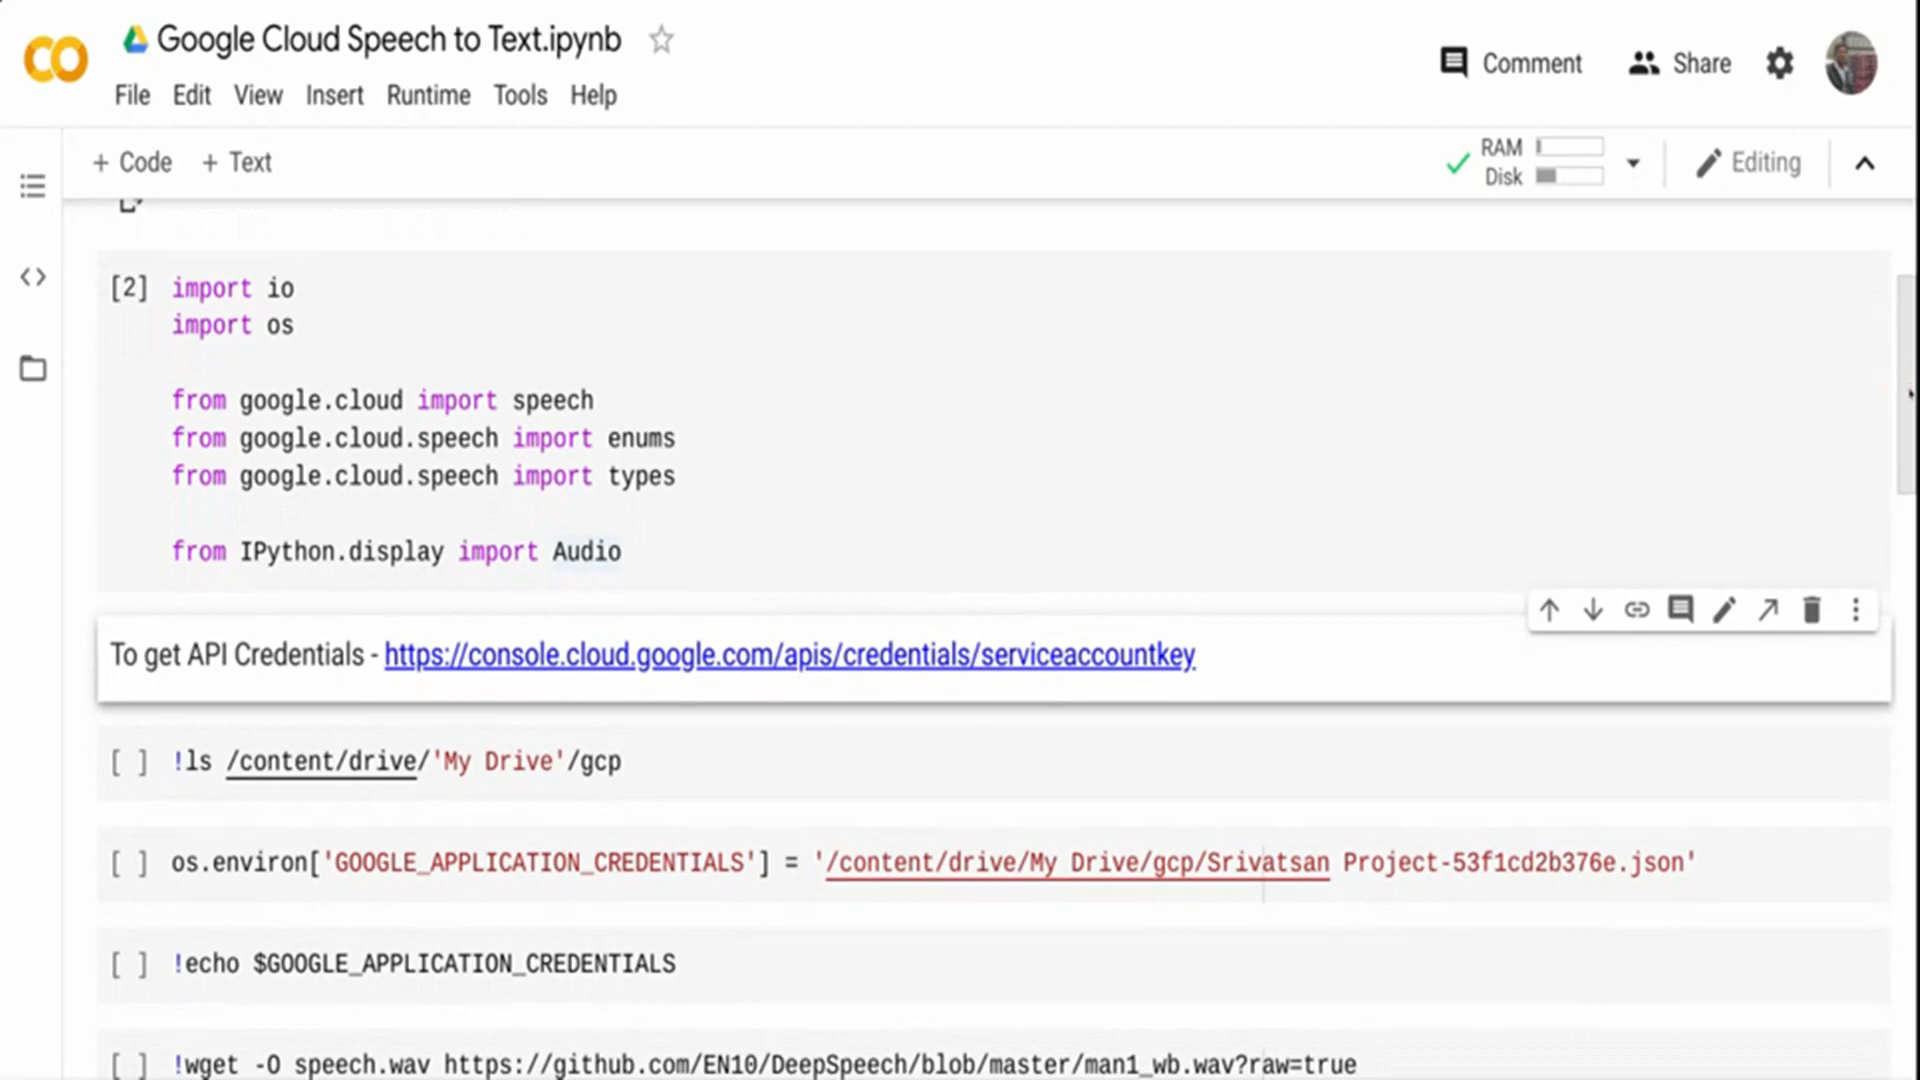 Google Cloud Speech to Text.ipynb
Comment
Share
File Edit View Insert Runtime Tools Help
+ Code + Text
RAM
Disk
Editing
[2] import io
import os
from google.cloud import speech
from google.cloud.speech import enums
from google.cloud.speech import types
from IPython.display import Audio
To get API Credentials - https://console.cloud.google.com/apis/credentials/serviceaccountkey
[ ] !ls /content/drive/'My Drive'/gcp
[ ] os.environ['GOOGLE_APPLICATION_CREDENTIALS'] = '/content/drive/My Drive/gcp/Srivatsan Project-53f1cd2b376e.json'
[ ] !echo $GOOGLE_APPLICATION_CREDENTIALS
[ ] !wget -O speech.wav https://github.com/EN10/DeepSpeech/blob/master/man1_wb.wav?raw=true